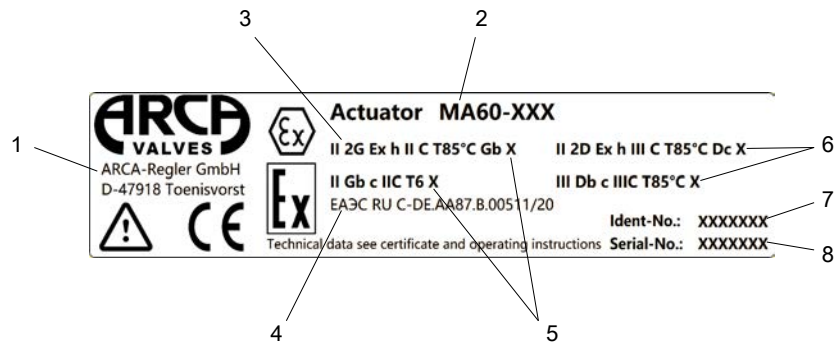 3 2
ARCA
VALVES
1
ARCA-Regler GmbH
D-47918 Toenisvorst
Ex
Ex
CE
Actuator MA60-XXX
II 2G Ex h II C T85°C Gb X II 2D Ex h III C T85°C Dc X
6
II Gb c IIC T6 X III Db c IIIC T85°C X
ЕАЭС RU C-DE.AA87.B.00511/20
Ident-No.: XXXXXXX
7
Technical data see certificate and operating instructions Serial-No.: XXXXXXX
8
4 5